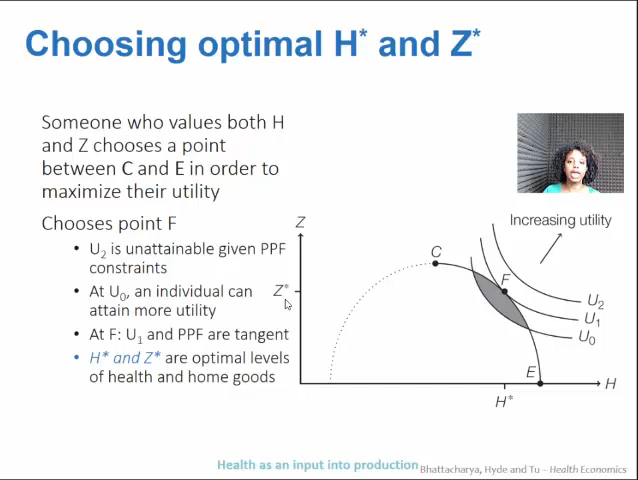 Choosing optimal H* and Z*
Someone who values both H
and Z chooses a point
between C and E in order to
maximize their utility
Chooses point F
• U2 is unattainable given PPF
constraints
• At U0, an individual can
attain more utility
• At F: U1 and PPF are tangent
• H* and Z* are optimal levels
of health and home goods
Z
Increasing utility
C
F
Z*
U2
U1
U0
E
H
H*
Health as an input into production
Bhattacharya, Hyde and Tu – Health Economics